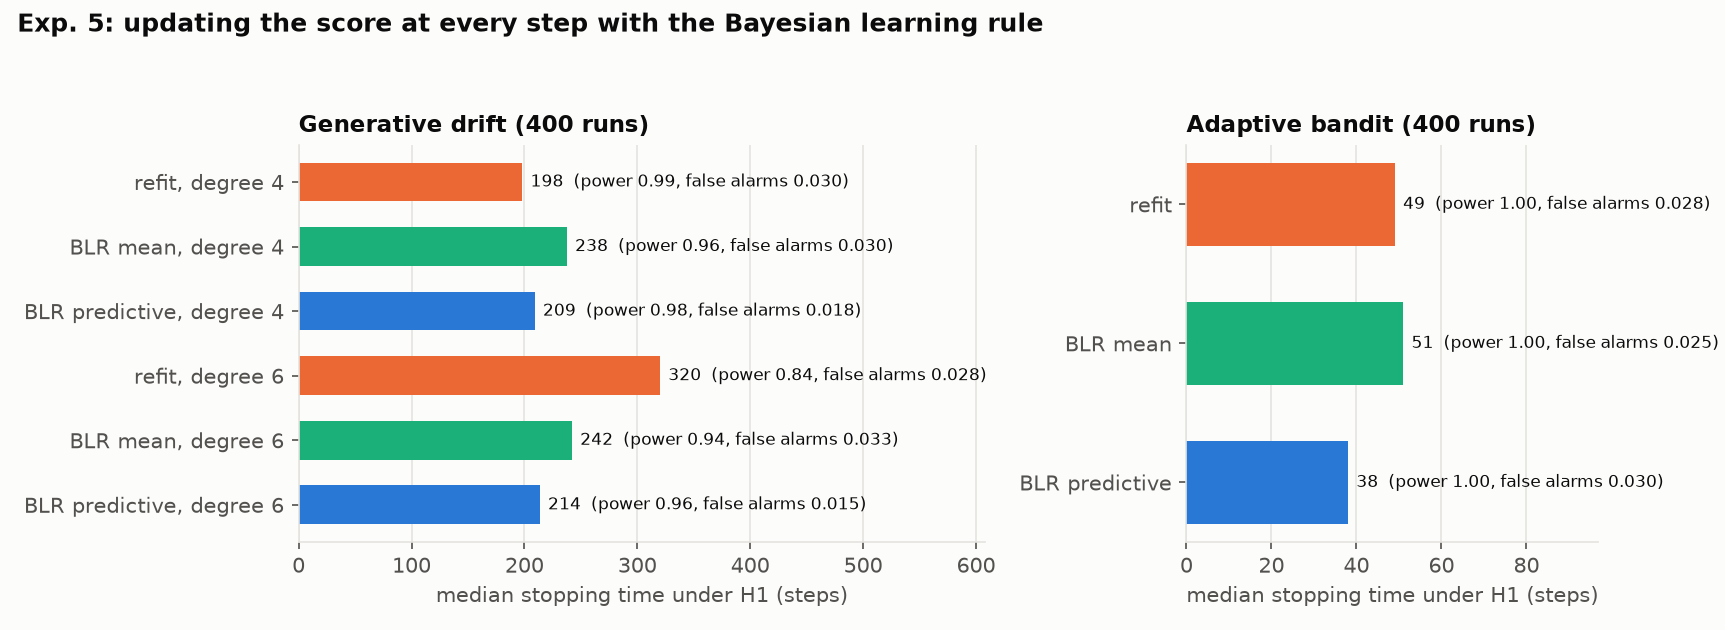 Exp. 5: updating the score at every step with the Bayesian learning rule
Generative drift (400 runs)
refit, degree 4
198 (power 0.99, false alarms 0.030)
BLR mean, degree 4
238 (power 0.96, false alarms 0.030)
BLR predictive, degree 4
209 (power 0.98, false alarms 0.018)
refit, degree 6
320 (power 0.84, false alarms 0.028)
BLR mean, degree 6
242 (power 0.94, false alarms 0.033)
BLR predictive, degree 6
214 (power 0.96, false alarms 0.015)
0 100 200 300 400 500 600
median stopping time under H1 (steps)
Adaptive bandit (400 runs)
refit
49 (power 1.00, false alarms 0.028)
BLR mean
51 (power 1.00, false alarms 0.025)
BLR predictive
38 (power 1.00, false alarms 0.030)
0 20 40 60 80
median stopping time under H1 (steps)